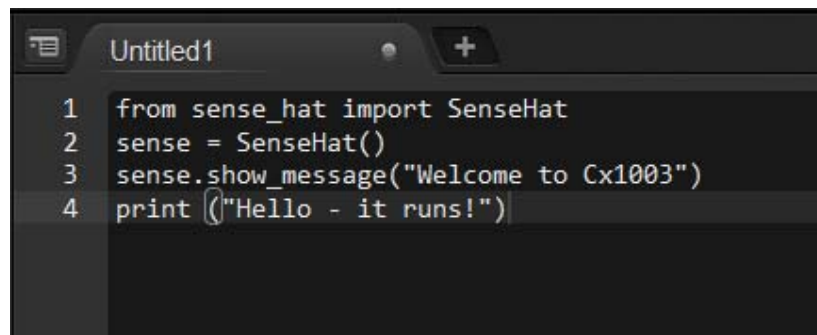 Untitled1
1 from sense_hat import SenseHat
2 sense = SenseHat()
3 sense.show_message("Welcome to Cx1003")
4 print ("Hello - it runs!")